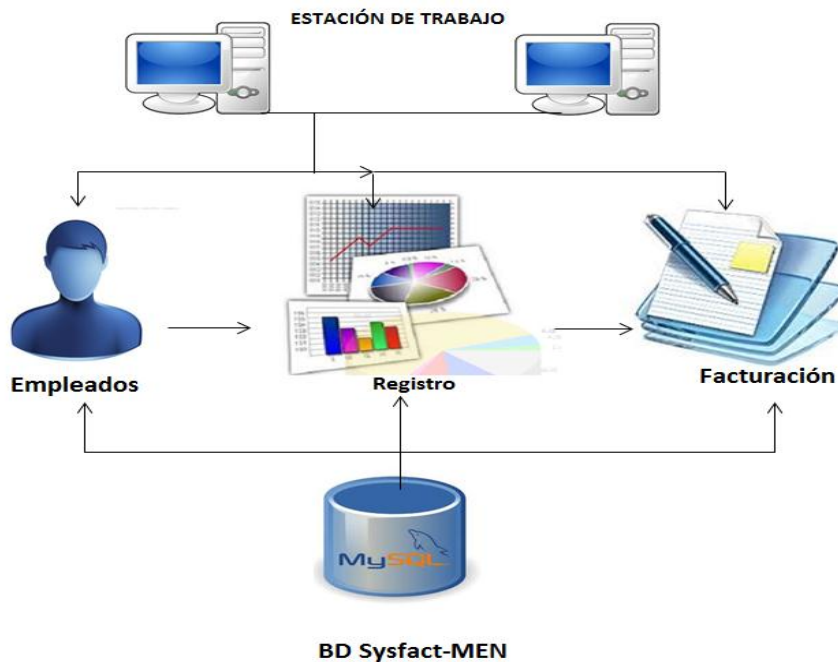 ESTACIÓN DE TRABAJO
Empleados
Registro
Facturación
MySQL
BD Sysfact-MEN